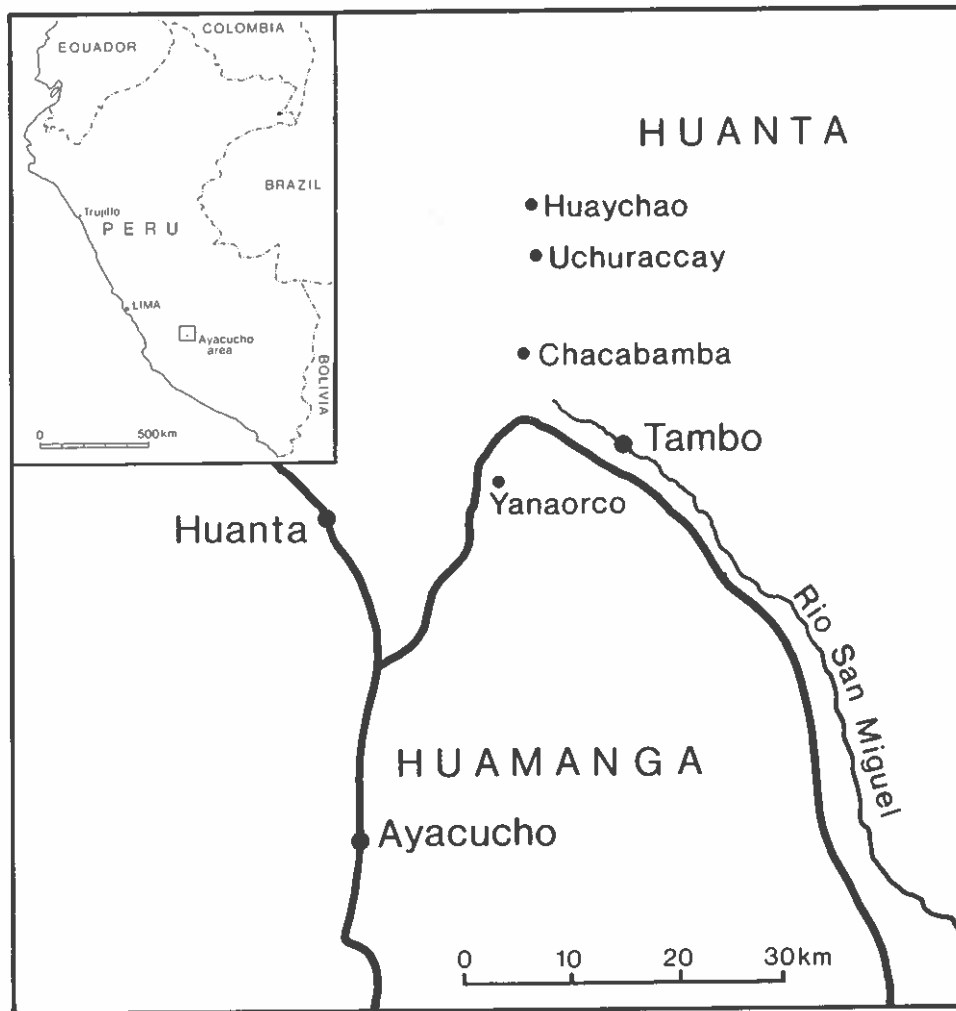 COLOMBIA
EQUADOR
BRAZIL
Trujillo
PERU
LIMA
Ayacucho
area
BOLIVIA
0 500km
HUANTA
Huaychao
Uchuraccay
Chacabamba
Tambo
Yanaorco
Huanta
Rio San Miguel
HUAMANGA
Ayacucho
0 10 20 30km